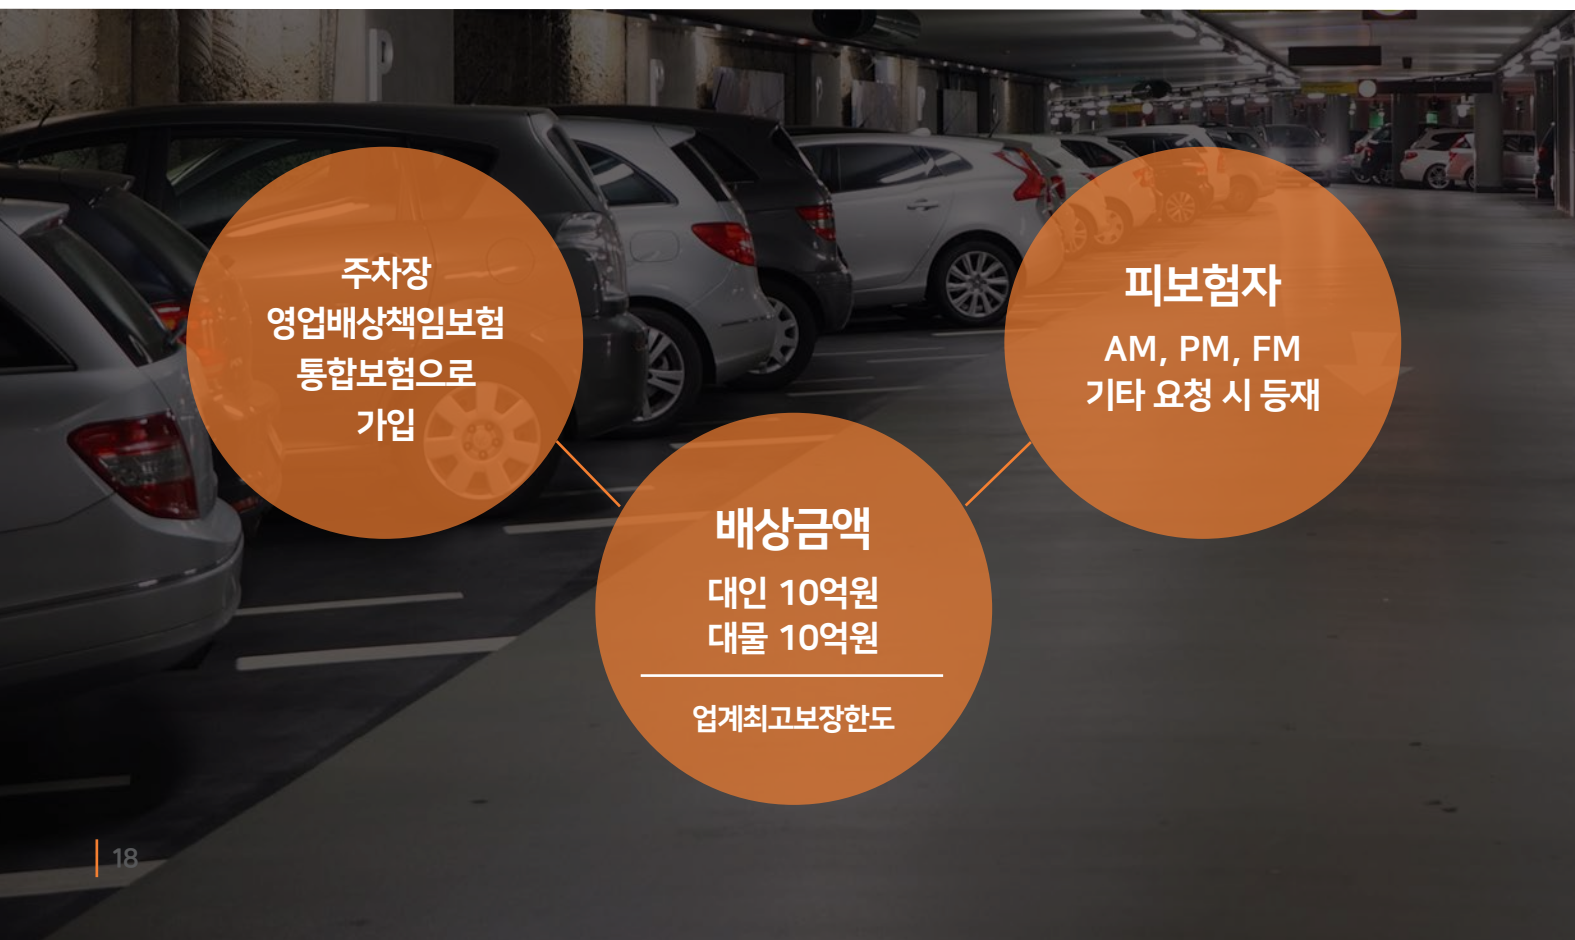 주차장
영업배상책임보험
통합보험으로
가입
배상금액
대인 10억원
대물 10억원
업계최고보장한도
피보험자
AM, PM, FM
기타 요청 시 등재
18